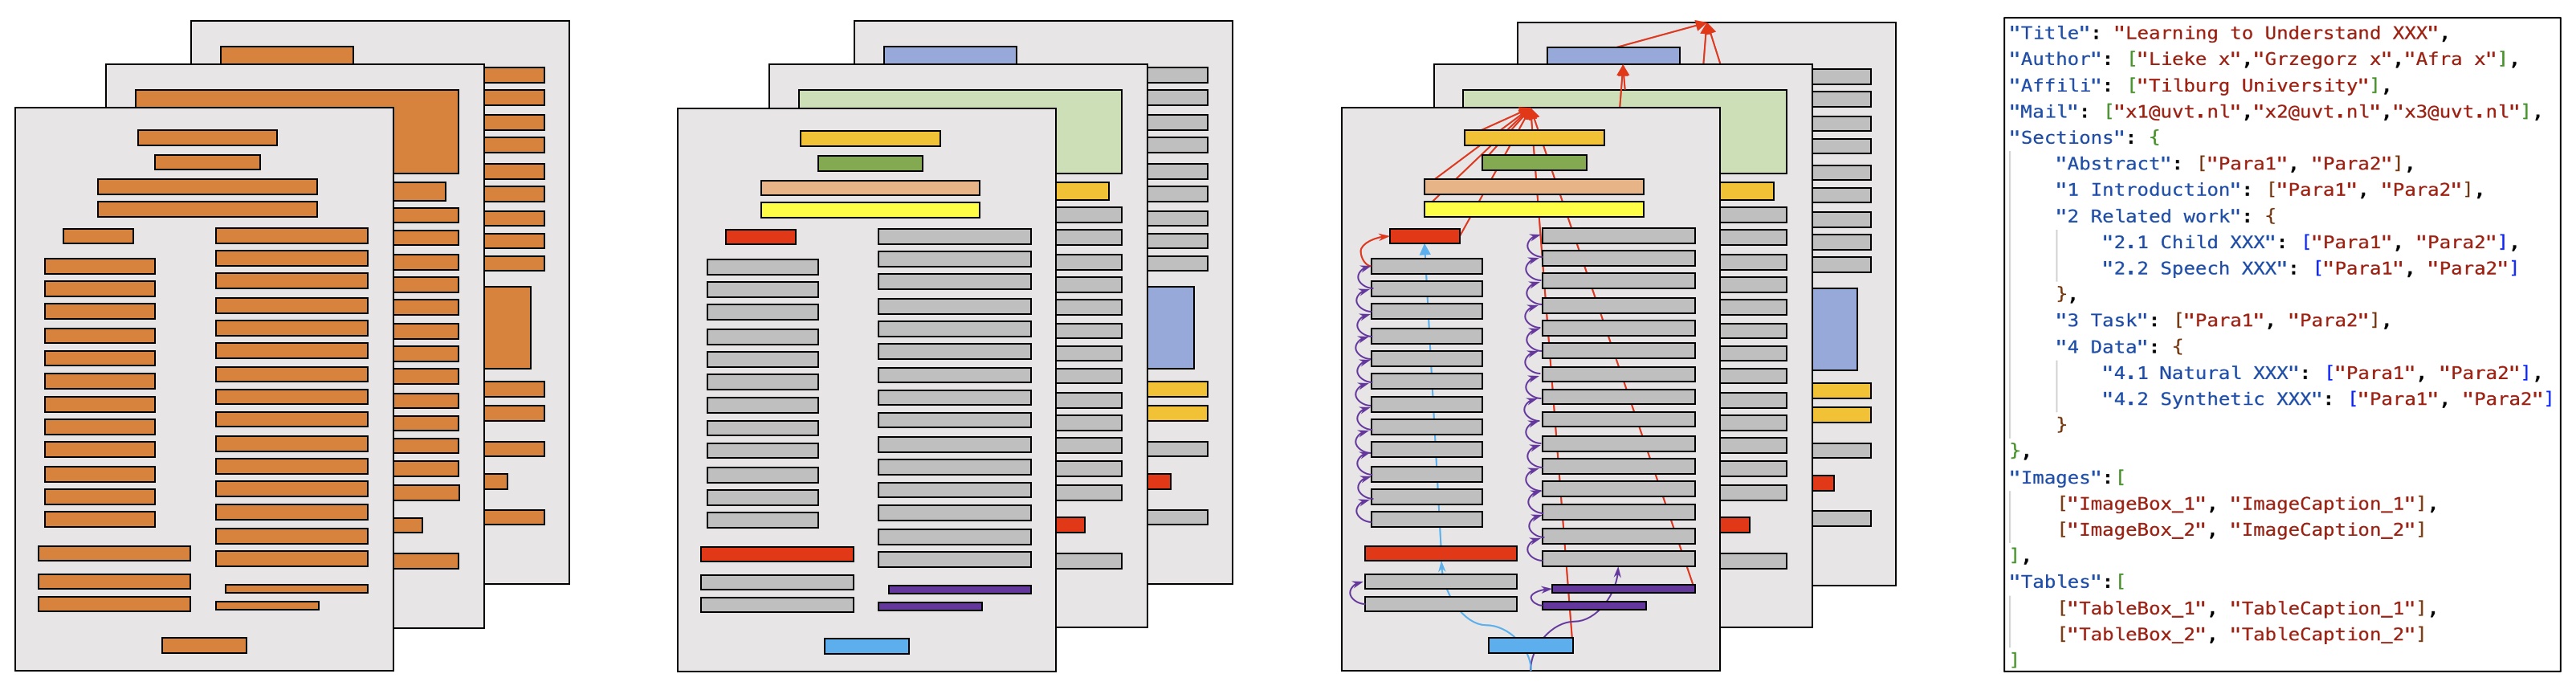 "Title": "Learning to Understand XXX",
"Author": ["Lieke x","Grzegorz x","Afra x"],
"Affili": ["Tilburg University"],
"Mail": ["x1@uvt.nl","x2@uvt.nl","x3@uvt.nl"],
"Sections": {
"Abstract": ["Para1", "Para2"],
"1 Introduction": ["Para1", "Para2"],
"2 Related work": {
"2.1 Child XXX": ["Para1", "Para2"],
"2.2 Speech XXX": ["Para1", "Para2"]
},
"3 Task": ["Para1", "Para2"],
"4 Data": {
"4.1 Natural XXX": ["Para1", "Para2"],
"4.2 Synthetic XXX": ["Para1", "Para2"]
}
},
"Images":[
["ImageBox_1", "ImageCaption_1"],
["ImageBox_2", "ImageCaption_2"]
],
"Tables":[
["TableBox_1", "TableCaption_1"],
["TableBox_2", "TableCaption_2"]
]